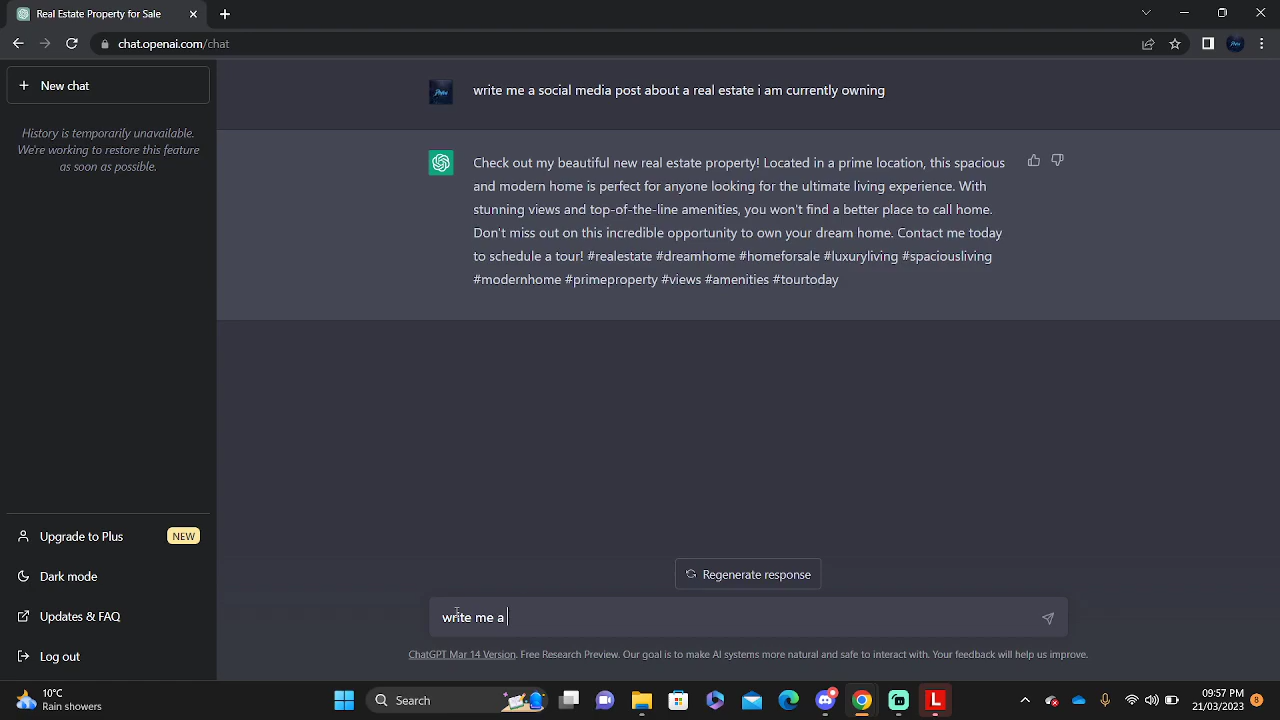 Real Estate Property for Sale
chat.openai.com/chat
New chat
History is temporarily unavailable.
We're working to restore this feature
as soon as possible.
write me a social media post about a real estate i am currently owning
Check out my beautiful new real estate property! Located in a prime location, this spacious
and modern home is perfect for anyone looking for the ultimate living experience. With
stunning views and top-of-the-line amenities, you won't find a better place to call home.
Don't miss out on this incredible opportunity to own your dream home. Contact me today
to schedule a tour! #realestate #dreamhome #homeforsale #luxuryliving #spaciousliving
#modernhome #primeproperty #views #amenities #tourtoday
Upgrade to Plus
NEW
Dark mode
Updates & FAQ
Log out
Regenerate response
write me a
ChatGPT Mar 14 Version. Free Research Preview. Our goal is to make AI systems more natural and safe to interact with. Your feedback will help us improve.
10°C
Rain showers
Search
L
09:57 PM
21/03/2023
8